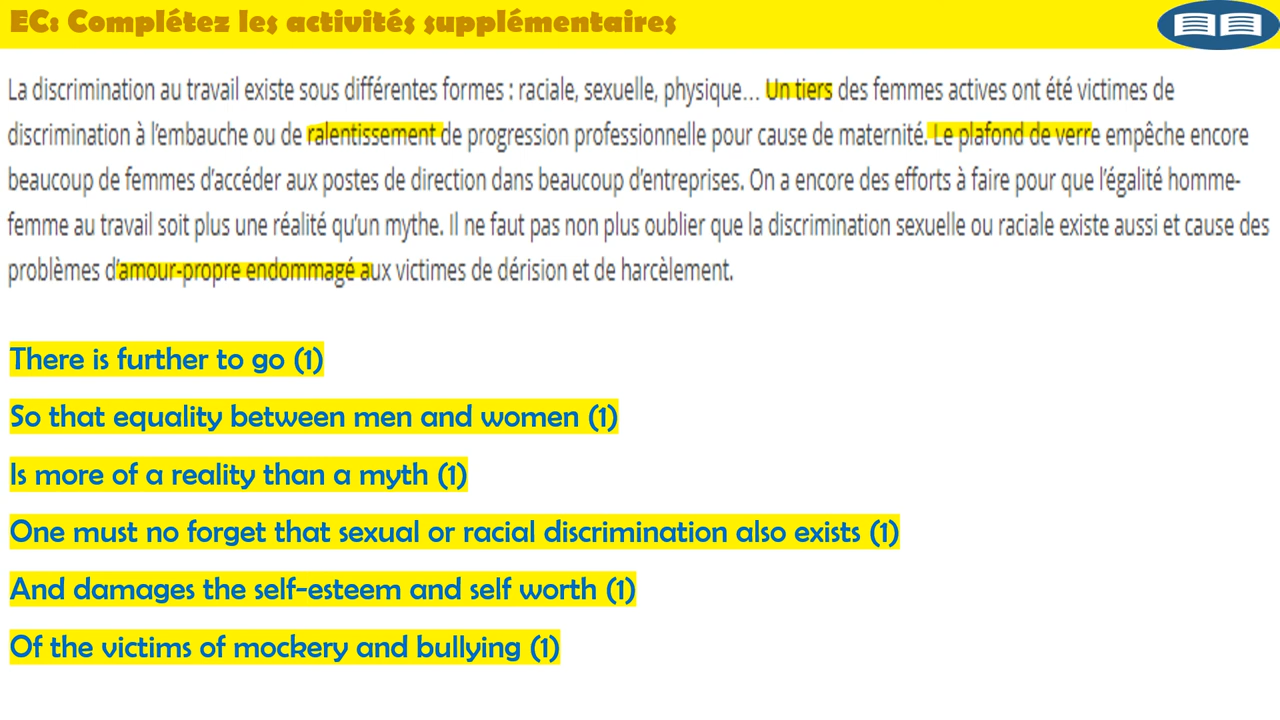 EC: Complétez les activités supplémentaires
La discrimination au travail existe sous différentes formes : raciale, sexuelle, physique… Un tiers des femmes actives ont été victimes de
discrimination à l'embauche ou de ralentissement de progression professionnelle pour cause de maternité. Le plafond de verre empêche encore
beaucoup de femmes d'accéder aux postes de direction dans beaucoup d'entreprises. On a encore des efforts à faire pour que l'égalité homme-
femme au travail soit plus une réalité qu'un mythe. Il ne faut pas non plus oublier que la discrimination sexuelle ou raciale existe aussi et cause des
problèmes d'amour-propre endommagé aux victimes de dérision et de harcèlement.
There is further to go (1)
So that equality between men and women (1)
Is more of a reality than a myth (1)
One must no forget that sexual or racial discrimination also exists (1)
And damages the self-esteem and self worth (1)
Of the victims of mockery and bullying (1)